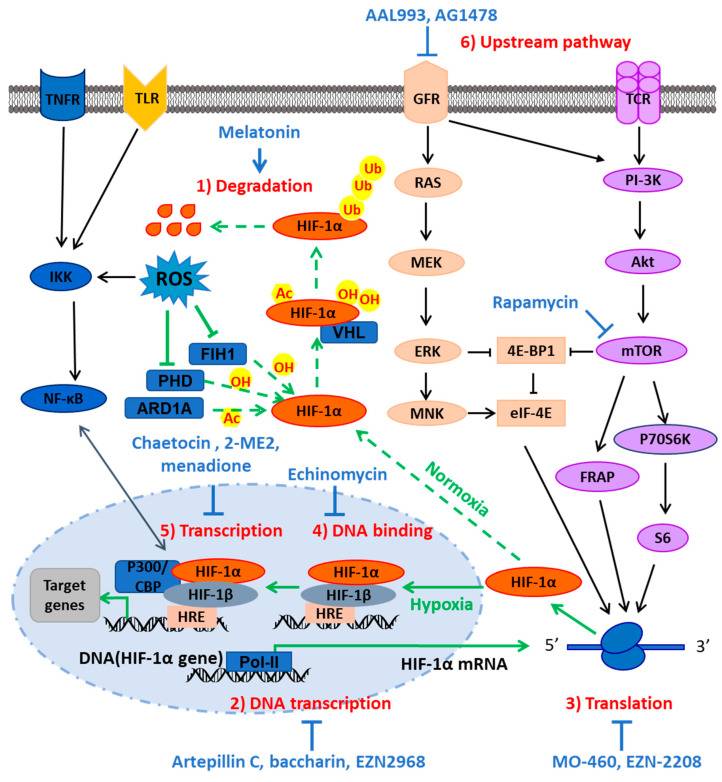 AAL993, AG1478
6) Upstream pathway
TNFR
TLR
GFR
TCR
Melatonin
1) Degradation
Ub
Ub
Ub
HIF-1α
RAS
PI-3K
IKK
ROS
MEK
Akt
Ac
OH
OH
HIF-1α
VHL
Rapamycin
FIH1
OH
ERK
4E-BP1
mTOR
PHD
OH
NF-κB
ARD1A
Ac
HIF-1α
MNK
eIF-4E
P70S6K
Chaetocin , 2-ME2,
menadione
Echinomycin
Normoxia
FRAP
5) Transcription
4) DNA binding
S6
P300/
CBP
HIF-1α
HIF-1β
HRE
HIF-1α
HIF-1β
HRE
HIF-1α
Hypoxia
Target
genes
DNA(HIF-1α gene)
Pol-II
HIF-1α mRNA
5’
3’
2) DNA transcription
3) Translation
Artepillin C, baccharin, EZN2968
MO-460, EZN-2208